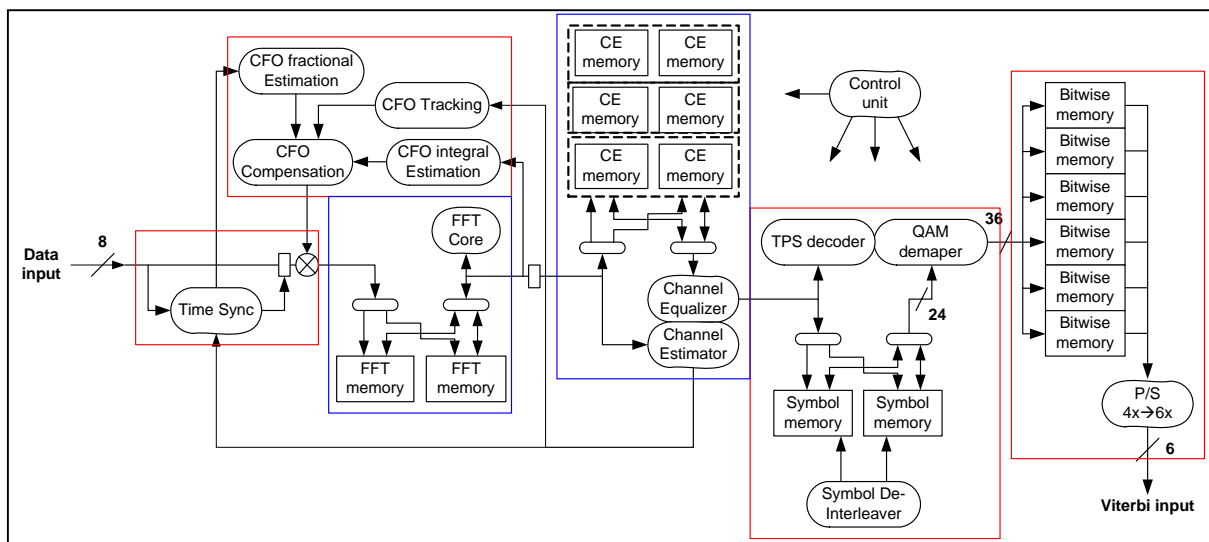 CFO fractional
Estimation
CFO Tracking
CFO
Compensation
CFO integral
Estimation
Data
input
8
Time Sync
FFT
Core
FFT
memory
FFT
memory
CE
memory
CE
memory
CE
memory
CE
memory
CE
memory
CE
memory
Channel
Equalizer
Channel
Estimator
Control
unit
TPS decoder
QAM
demaper
36
24
Symbol
memory
Symbol
memory
Symbol De-
Interleaver
Bitwise
memory
Bitwise
memory
Bitwise
memory
Bitwise
memory
Bitwise
memory
Bitwise
memory
P/S
4x→6x
6
Viterbi input